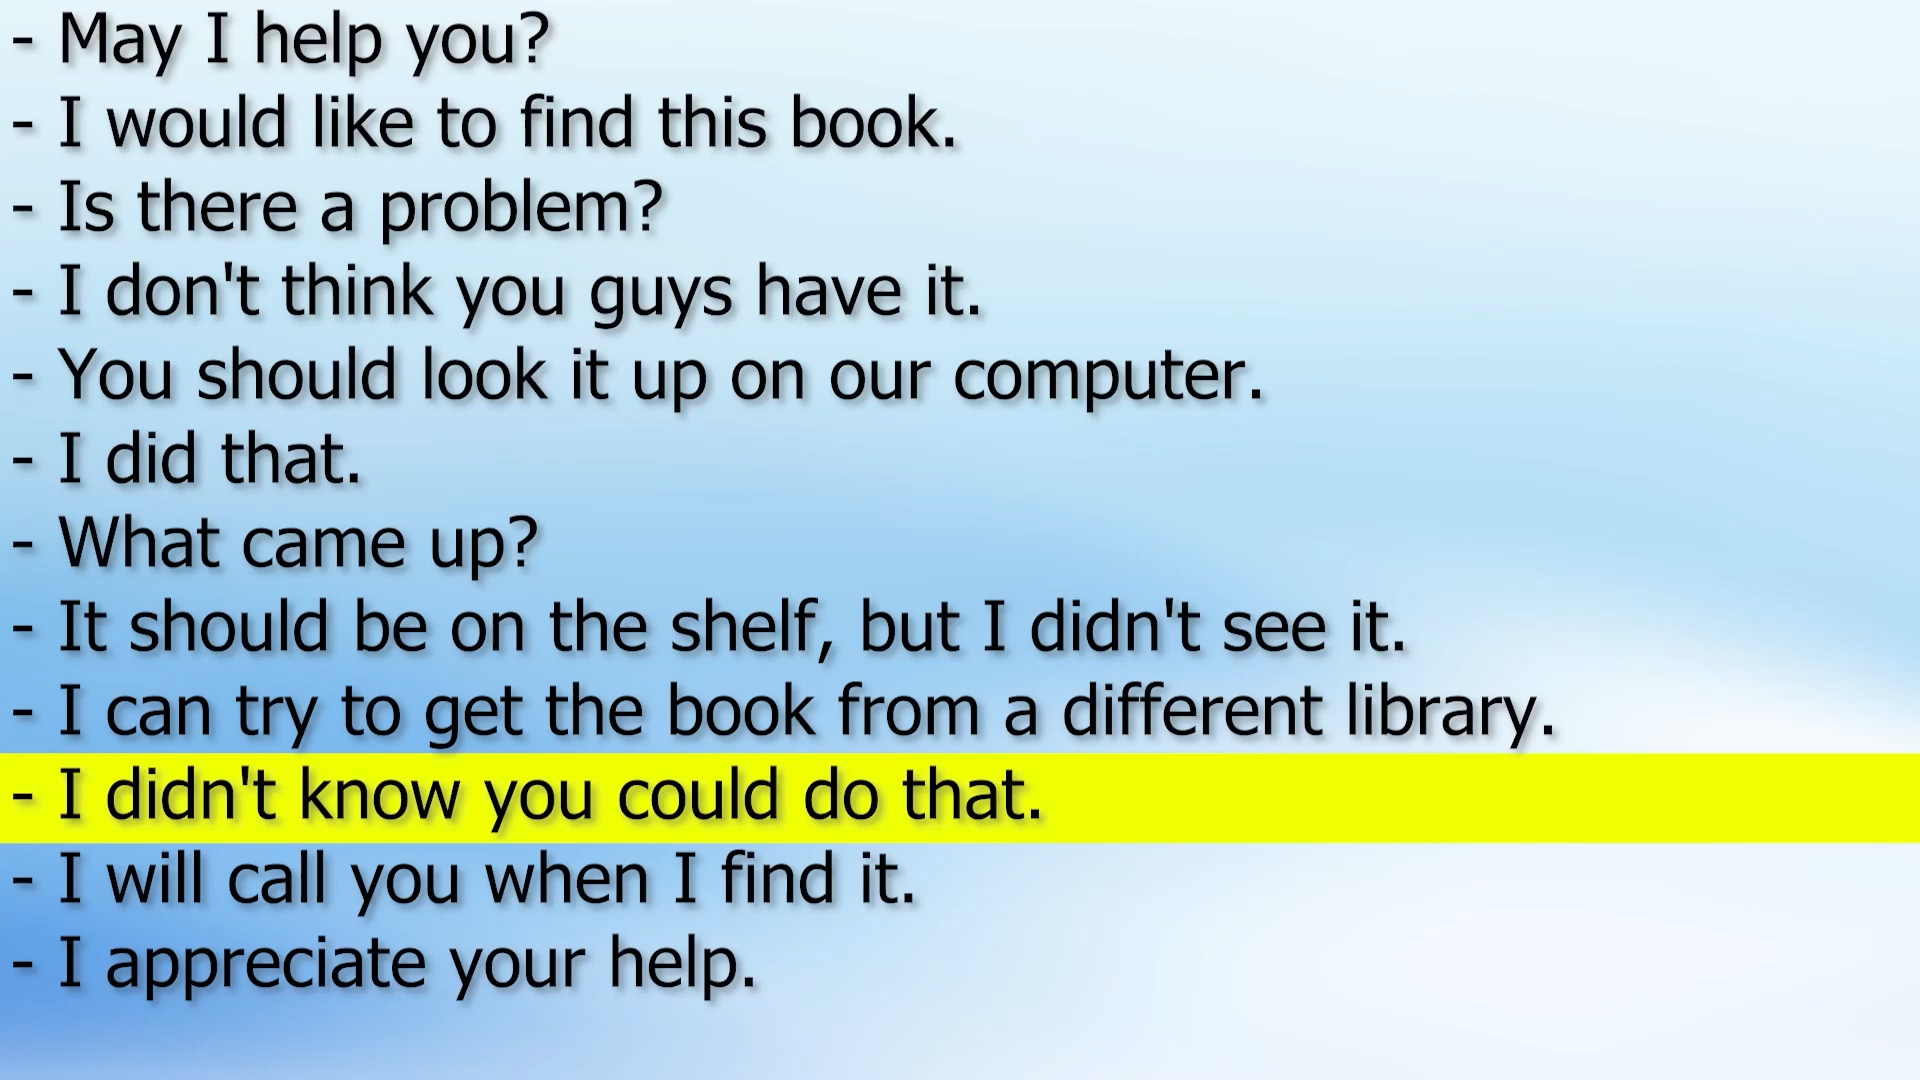 - May I help you?
- I would like to find this book.
- Is there a problem?
- I don't think you guys have it.
- You should look it up on our computer.
- I did that.
- What came up?
- It should be on the shelf, but I didn't see it.
- I can try to get the book from a different library.
- I didn't know you could do that.
- I will call you when I find it.
- I appreciate your help.